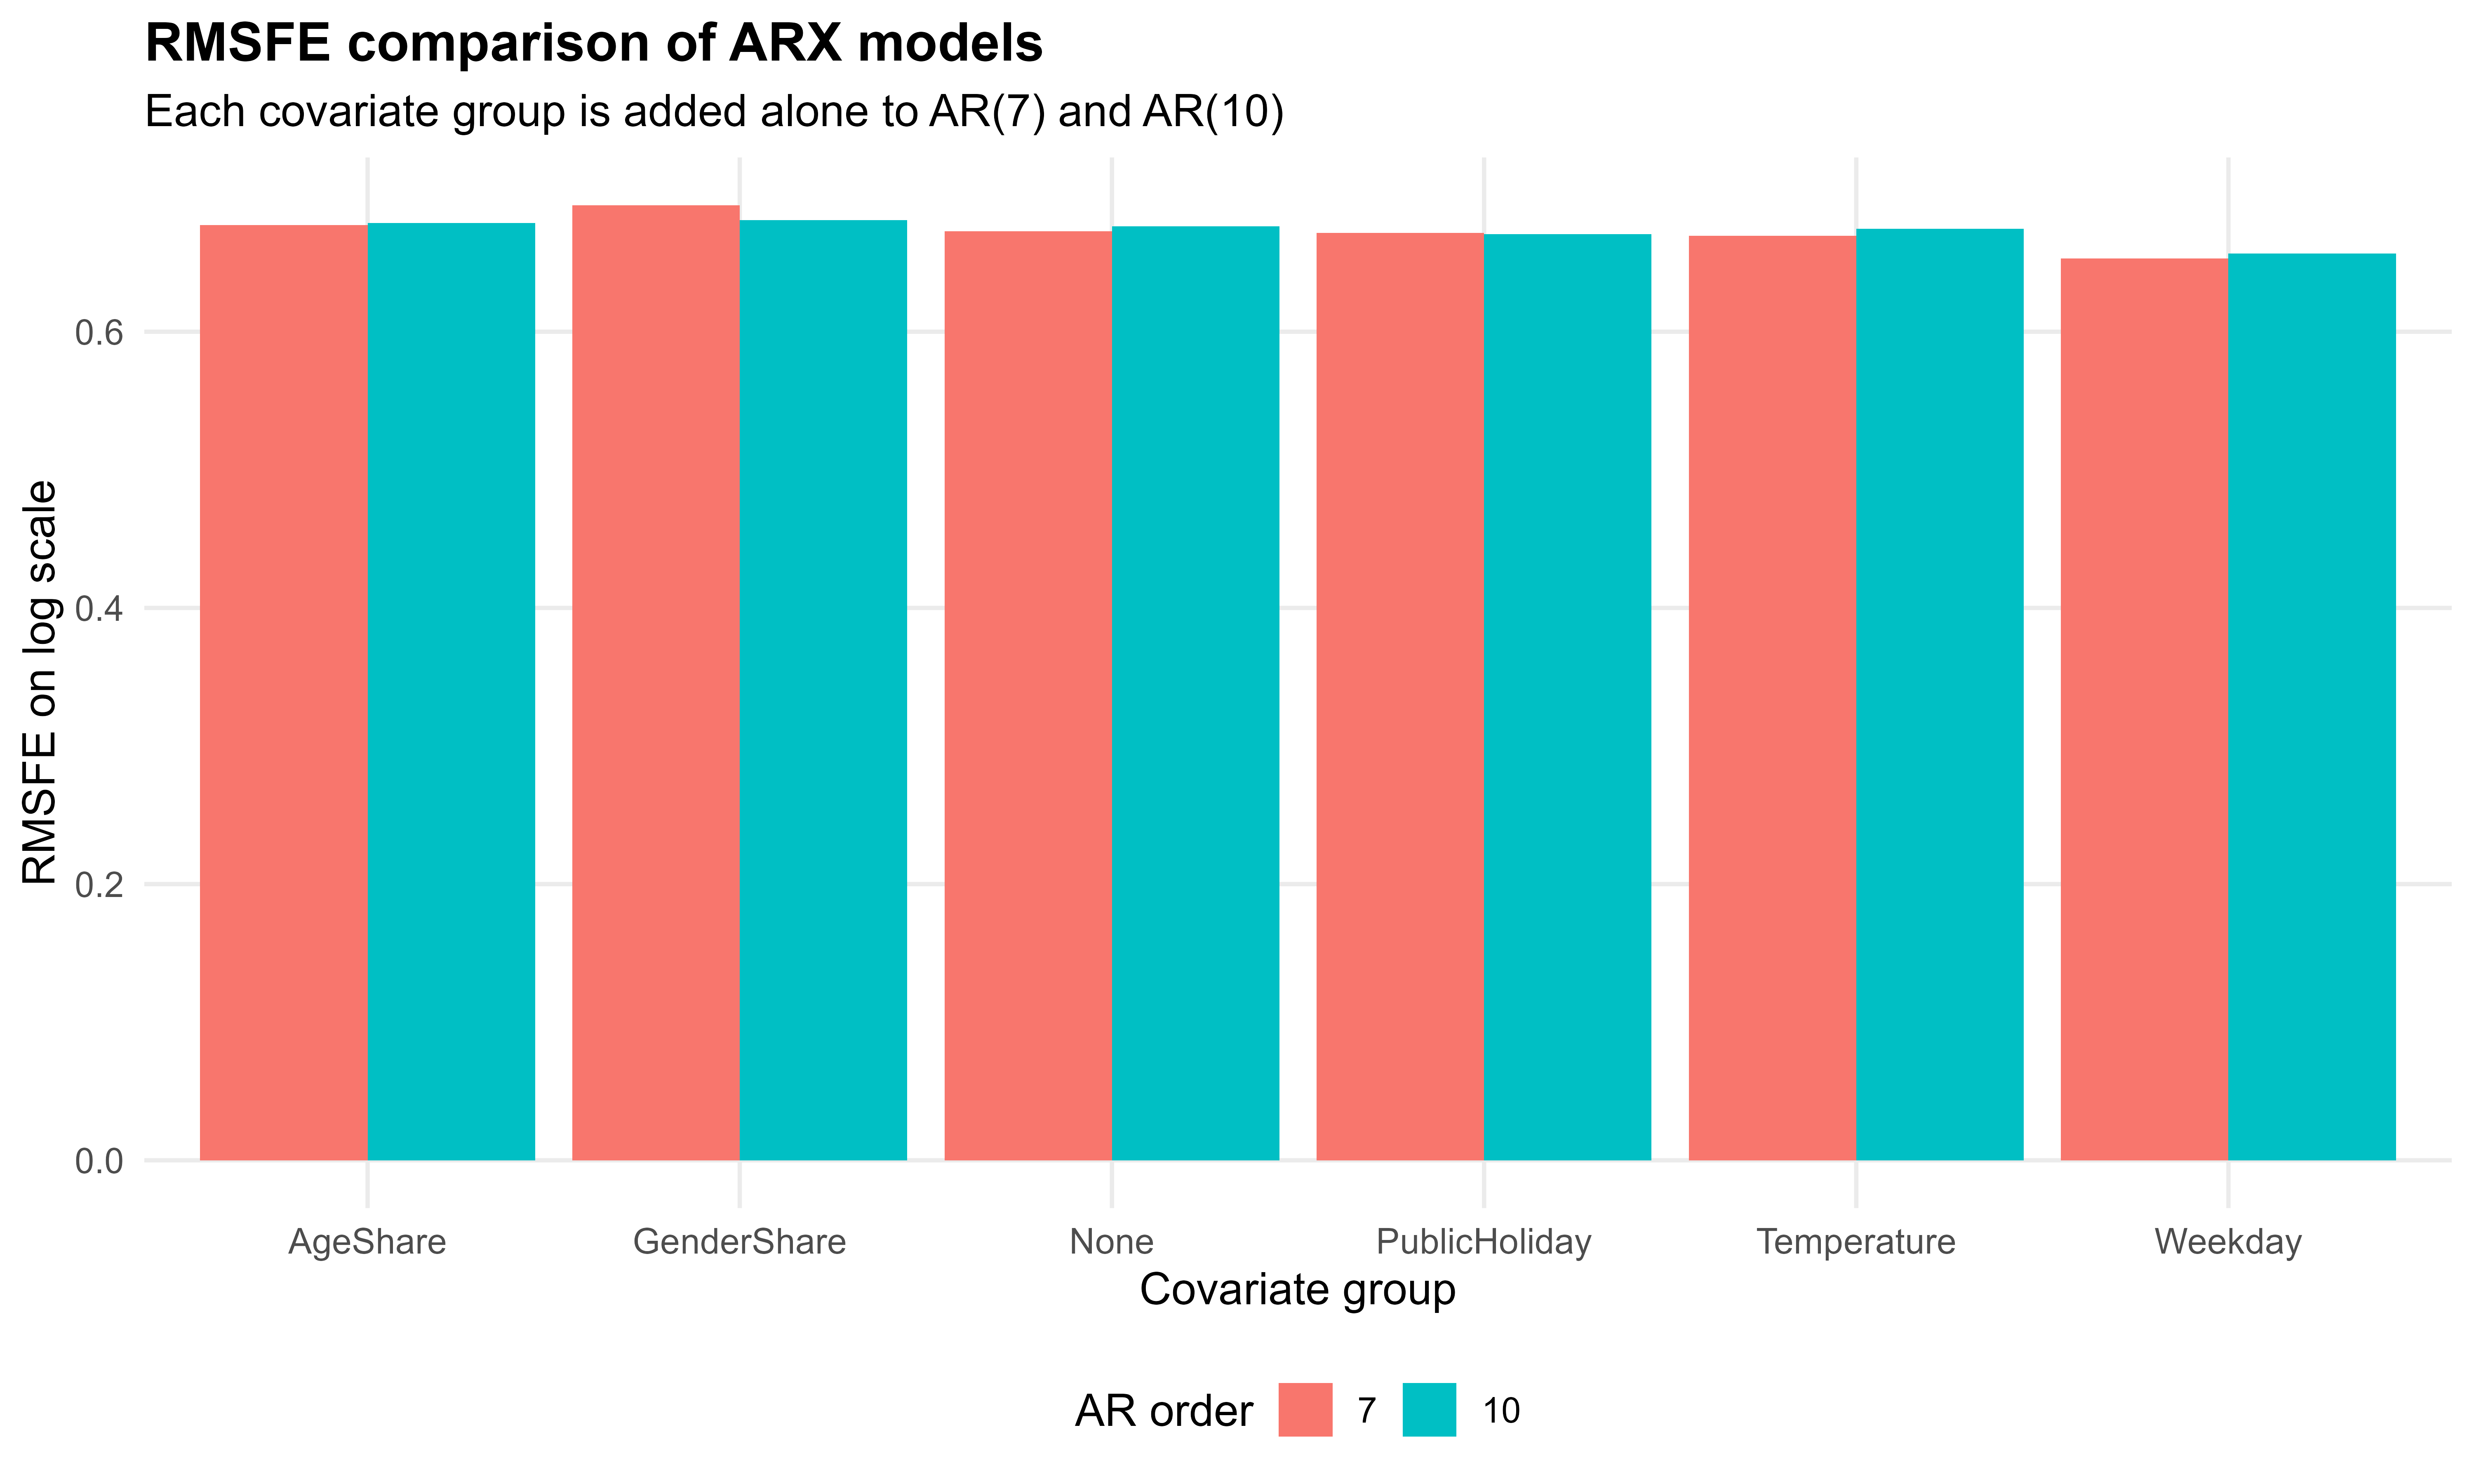 RMSFE comparison of ARX models
Each covariate group is added alone to AR(7) and AR(10)
RMSFE on log scale
0.6
0.4
0.2
0.0
AgeShare GenderShare None PublicHoliday Temperature Weekday
Covariate group
AR order 7 10